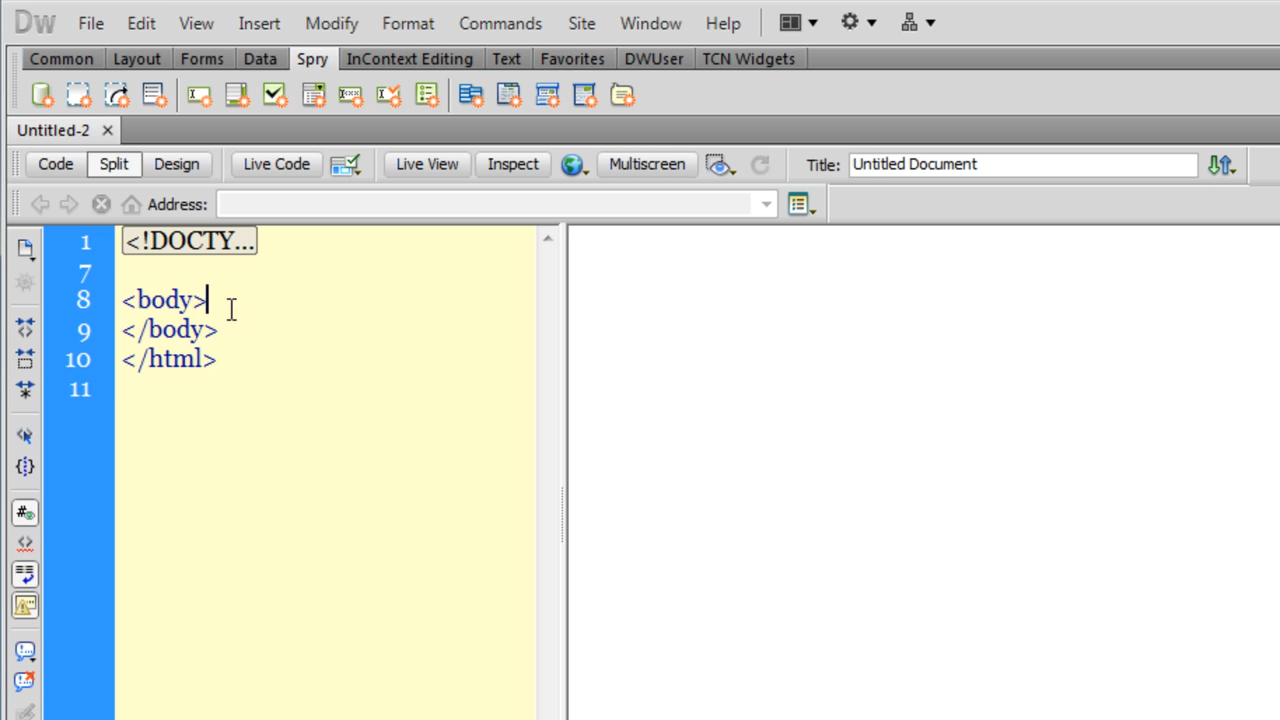 Dw File Edit View Insert Modify Format Commands Site Window Help
Common Layout Forms Data Spry InContext Editing Text Favorites DWUser TCN Widgets
Untitled-2 ×
Code Split Design Live Code Live View Inspect Multiscreen Title: Untitled Document
Address:
1 <!DOCTY...
7
8 <body>
9 </body>
10 </html>
11